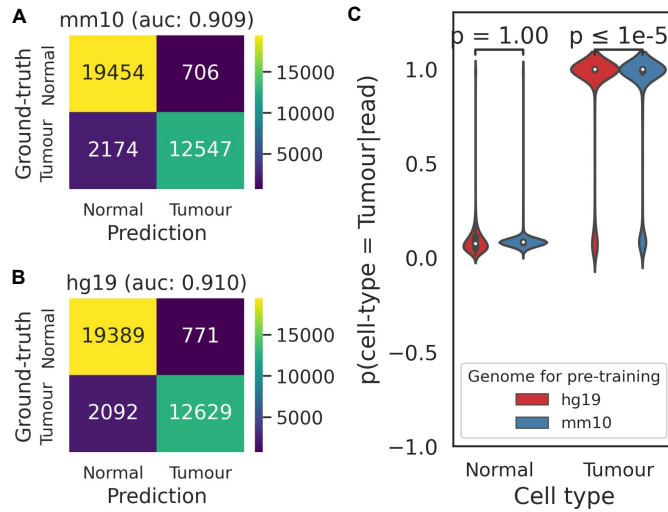 A
mm10 (auc: 0.909)
Ground-truth
Normal
Tumour
19454 706
2174 12547
15000
10000
5000
Normal Tumour
Prediction
B
hg19 (auc: 0.910)
Ground-truth
Normal
Tumour
19389 771
2092 12629
15000
10000
5000
Normal Tumour
Prediction
C
p = 1.00 p ≤ 1e-5
p(cell-type = Tumour|read)
1.0
0.5
0.0
−0.5
−1.0
Genome for pre-training
hg19
mm10
Normal Tumour
Cell type